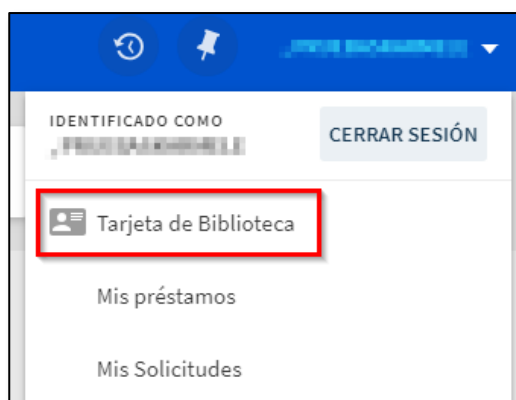 IDENTIFICADO COMO
CERRAR SESIÓN
Tarjeta de Biblioteca
Mis préstamos
Mis Solicitudes